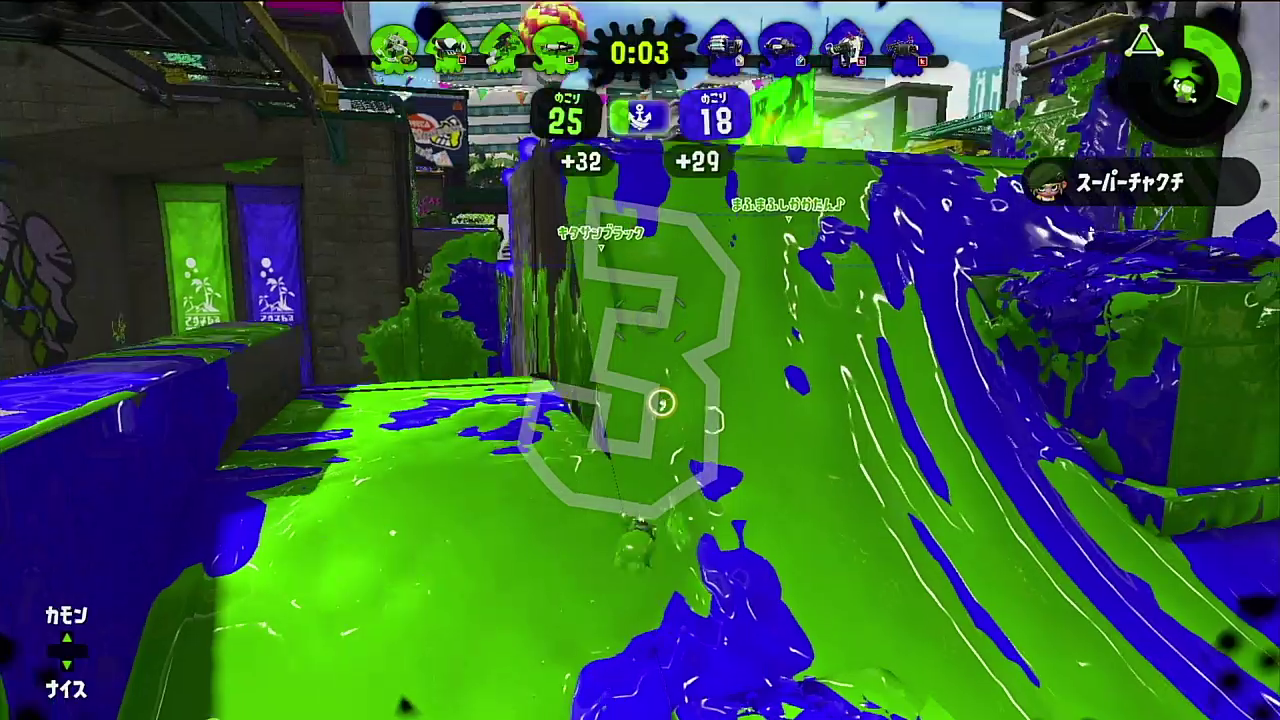 0:03
のこり
25
のこり
18
+32
+29
スーパーチャクチ
まふまふしかかたん♪
キタサンブラック
3
カモン
ナイス